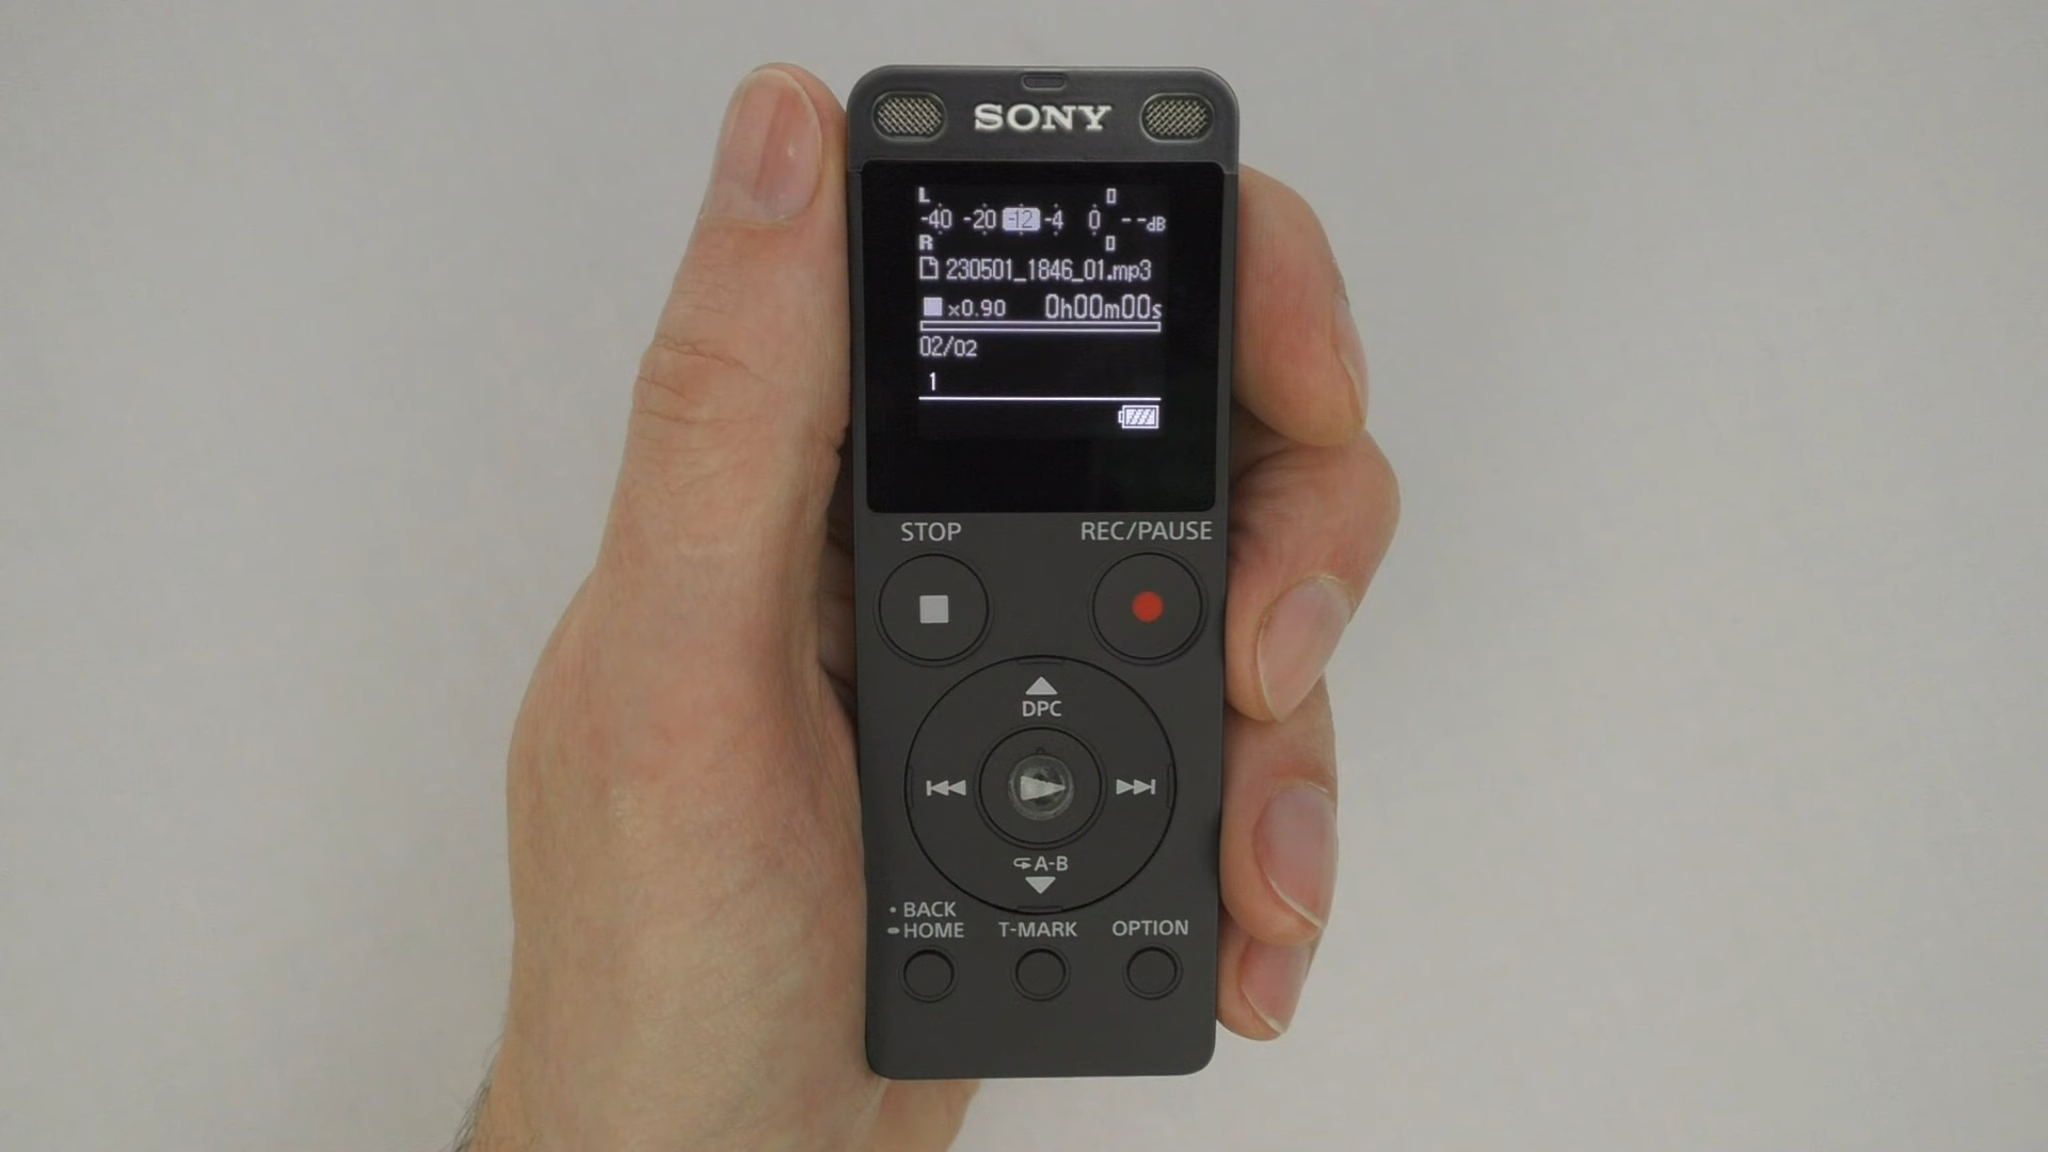 SONY
L
-40 -20 -12 -4 0 --dB
R
230501_1846_01.mp3
x0.90 0h00m00s
02/02
1
STOP REC/PAUSE
DPC
A-B
BACK
HOME T-MARK OPTION